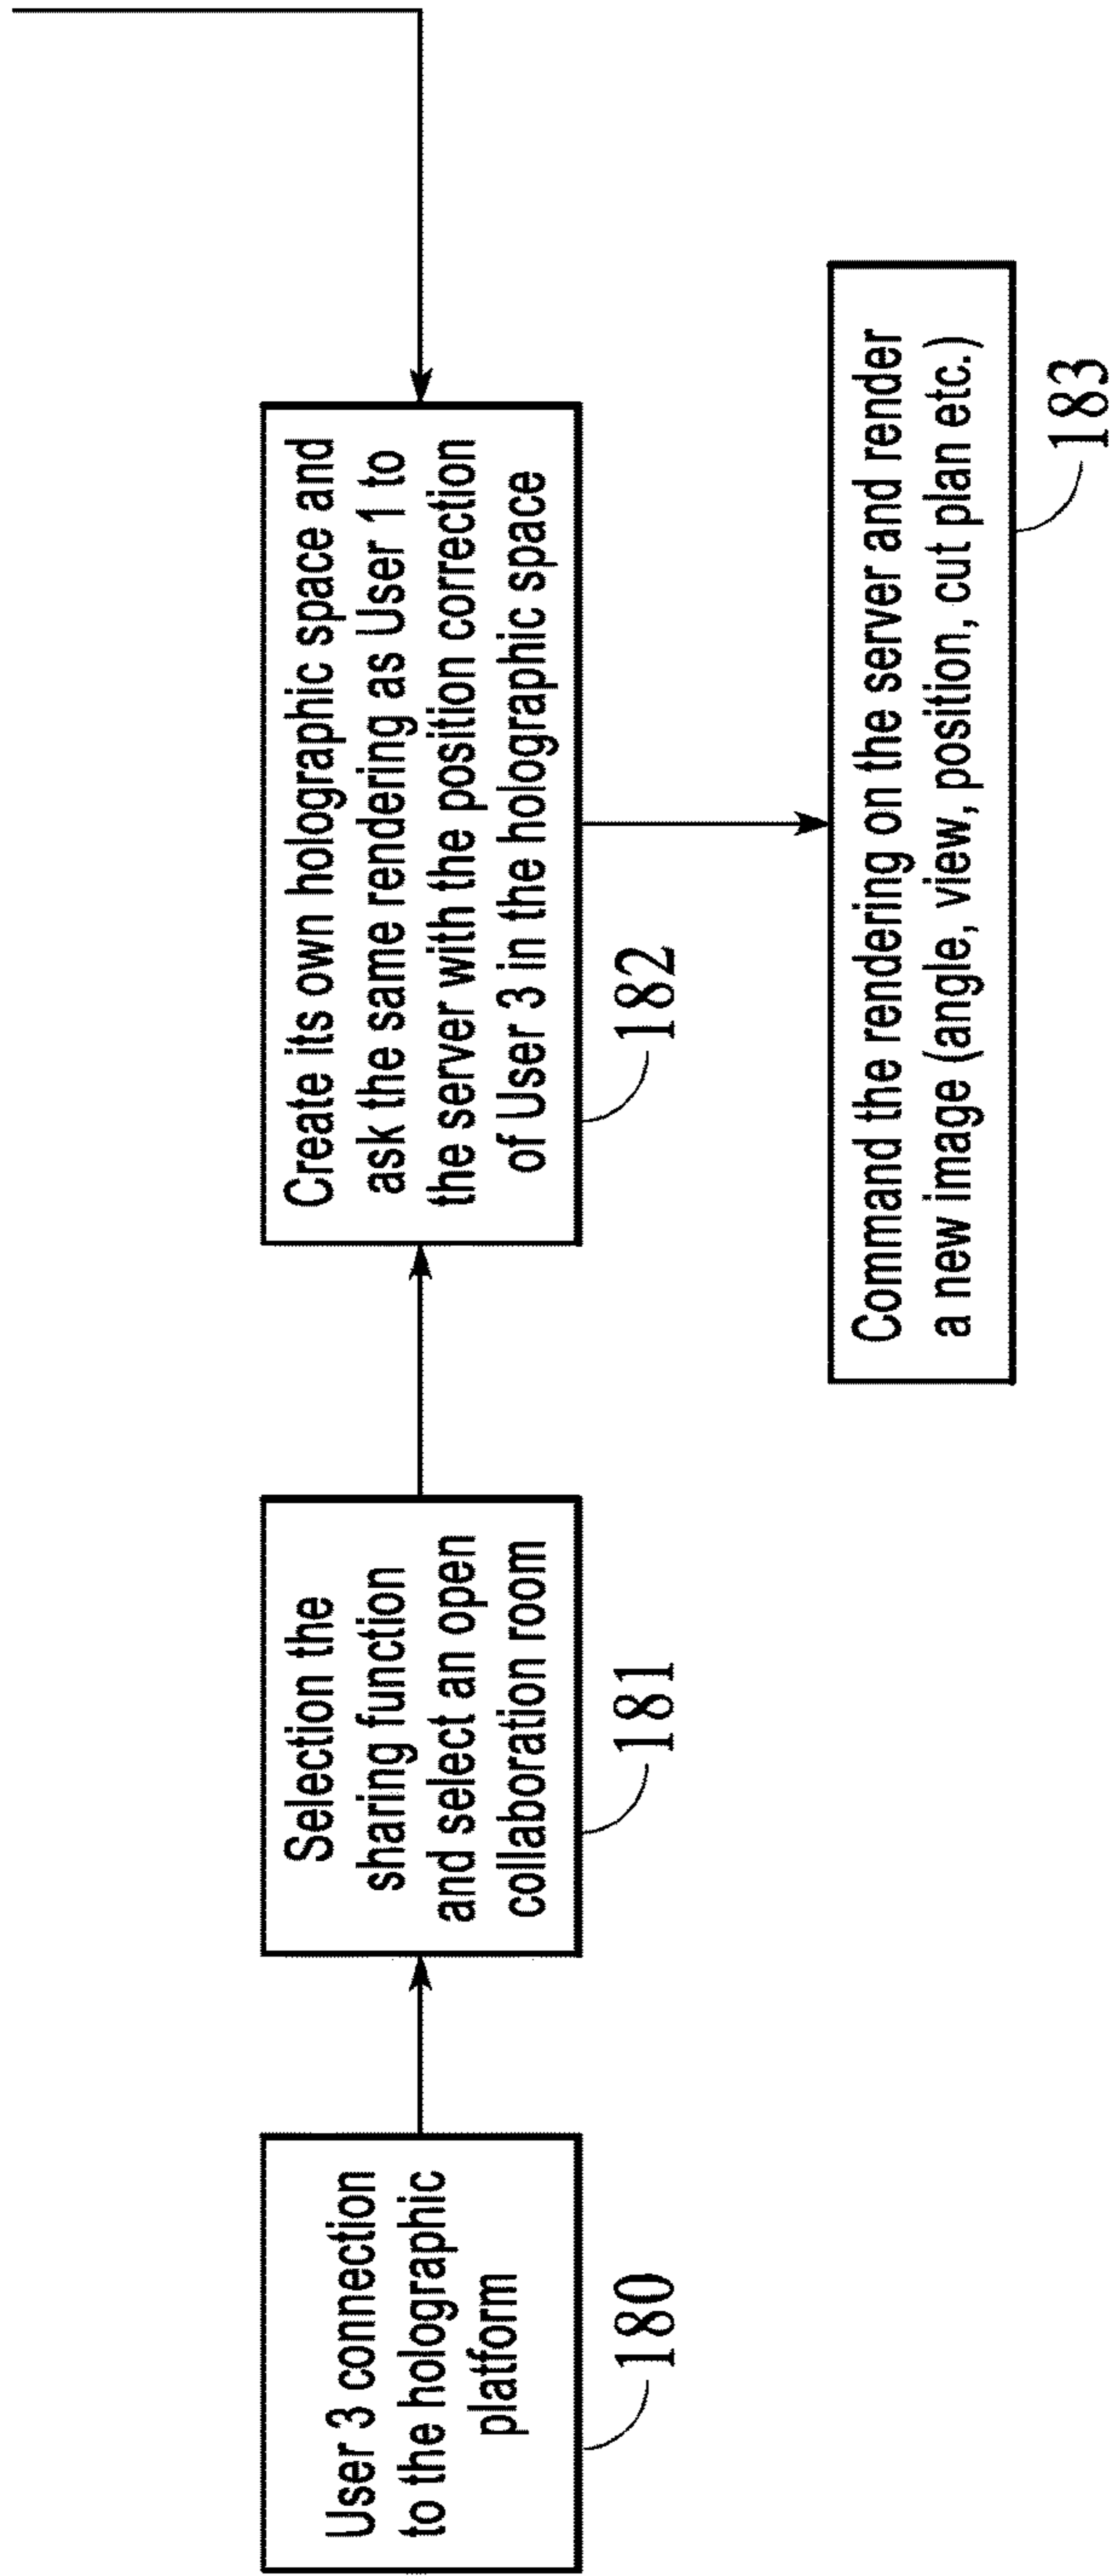 User 3 connection
to the holographic
platform
180
Selection the
sharing function
and select an open
collaboration room
181
Create its own holographic space and
ask the same rendering as User 1 to
the server with the position correction
of User 3 in the holographic space
182
Command the rendering on the server and render
a new image (angle, view, position, cut plan etc.)
183